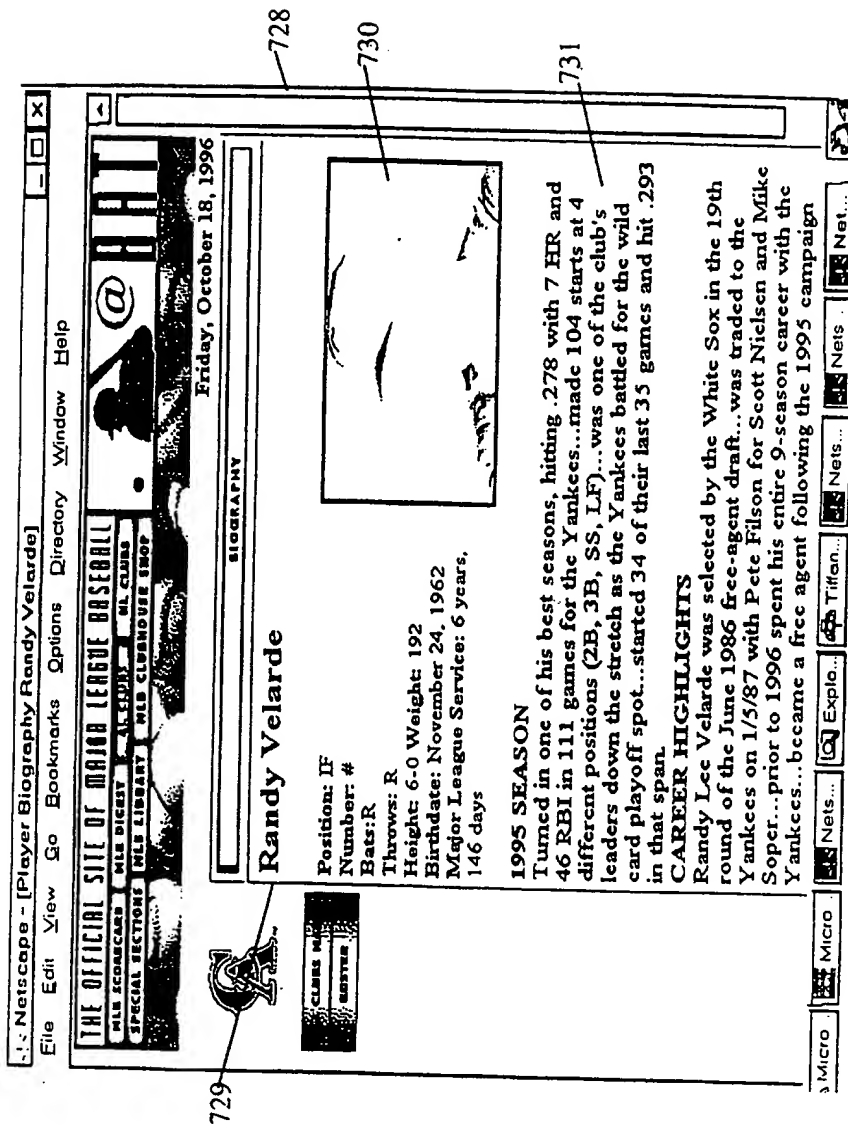 Netscape - [Player Biography Randy Velarde]
File Edit View Go Bookmarks Options Directory Window Help
THE OFFICIAL SITE OF MAJOR LEAGUE BASEBALL
MLB SCORECARD MLB DIGEST AL CLUBS NL CLUBS
SPECIAL SECTIONS MLB LIBRARY MLB CLUBHOUSE SHOP
@BAT
Friday, October 18, 1996
728
CA
729
ROSTER
BIOGRAPHY
Randy Velarde
730
Position: IF
Number: #
Bats:R
Throws: R
Height: 6-0 Weight: 192
Birthdate: November 24, 1962
Major League Service: 6 years,
146 days
731
1995 SEASON
Turned in one of his best seasons, hitting .278 with 7 HR and
46 RBI in 111 games for the Yankees...made 104 starts at 4
different positions (2B, 3B, SS, LF)...was one of the club's
leaders down the stretch as the Yankees battled for the wild
card playoff spot...started 34 of their last 35 games and hit .293
in that span.
CAREER HIGHLIGHTS
Randy Lee Velarde was selected by the White Sox in the 19th
round of the June 1986 free-agent draft...was traded to the
Yankees on 1/5/87 with Pete Filson for Scott Nielsen and Mike
Soper...prior to 1996 spent his entire 9-season career with the
Yankees...became a free agent following the 1995 campaign
Micro Micro Nets... Explo... Tiffan... Nets... Nets Net...